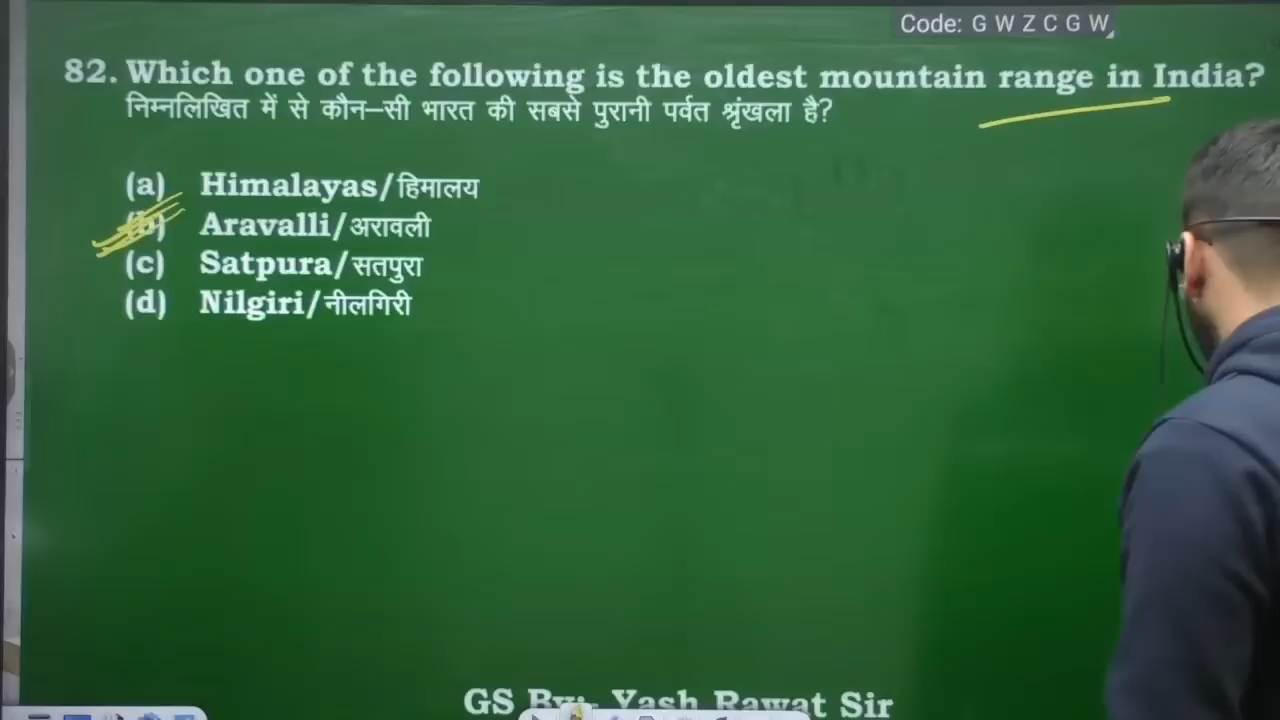 Code: G W Z C G W
82. Which one of the following is the oldest mountain range in India?
निम्नलिखित में से कौन–सी भारत की सबसे पुरानी पर्वत श्रृंखला है?
(a) Himalayas/हिमालय
(b) Aravalli/अरावली
(c) Satpura/सतपुरा
(d) Nilgiri/नीलगिरी
GS By:- Yash Rawat Sir